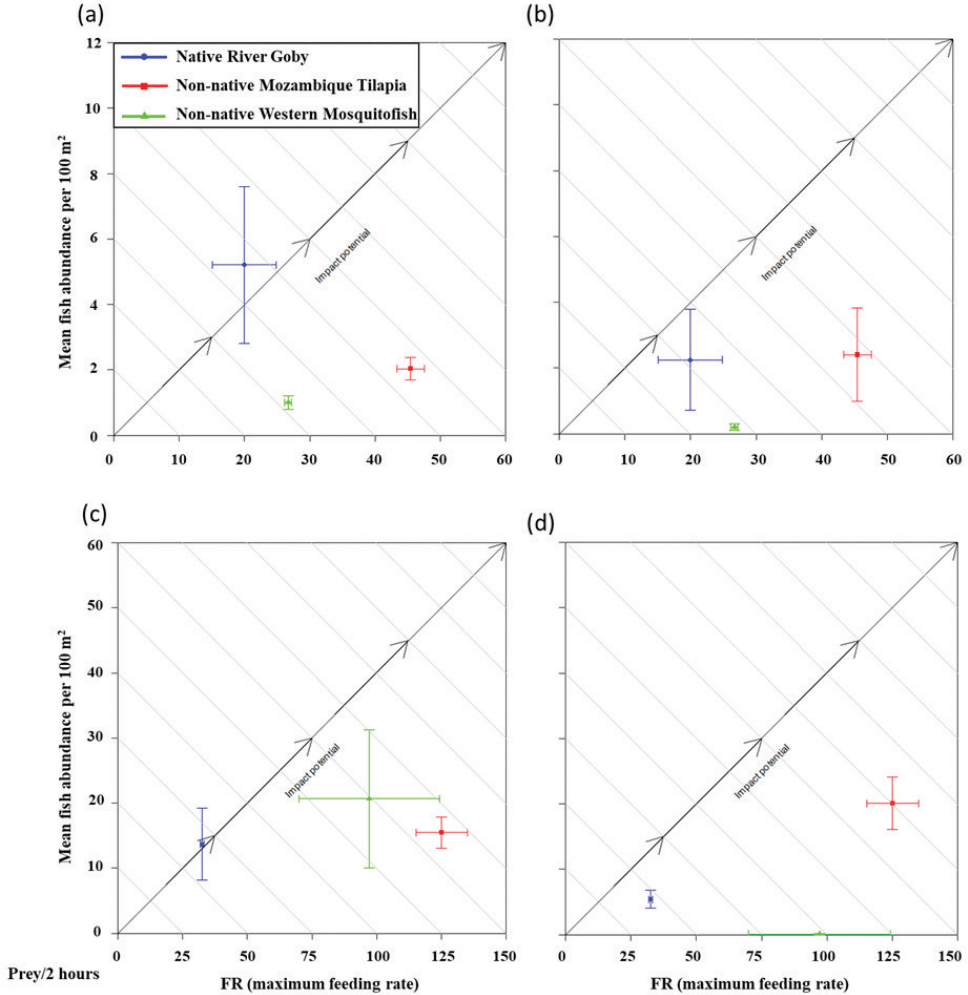 (a)
(b)
Native River Goby
Non-native Mozambique Tilapia
Non-native Western Mosquitofish
Mean fish abundance per 100 m²
12
10
8
6
4
2
0
Impact potential
Impact potential
0 10 20 30 40 50 60
0 10 20 30 40 50 60
(c)
(d)
Mean fish abundance per 100 m²
60
50
40
30
20
10
0
Impact potential
Impact potential
0 25 50 75 100 125 150
0 25 50 75 100 125 150
Prey/2 hours
FR (maximum feeding rate)
FR (maximum feeding rate)